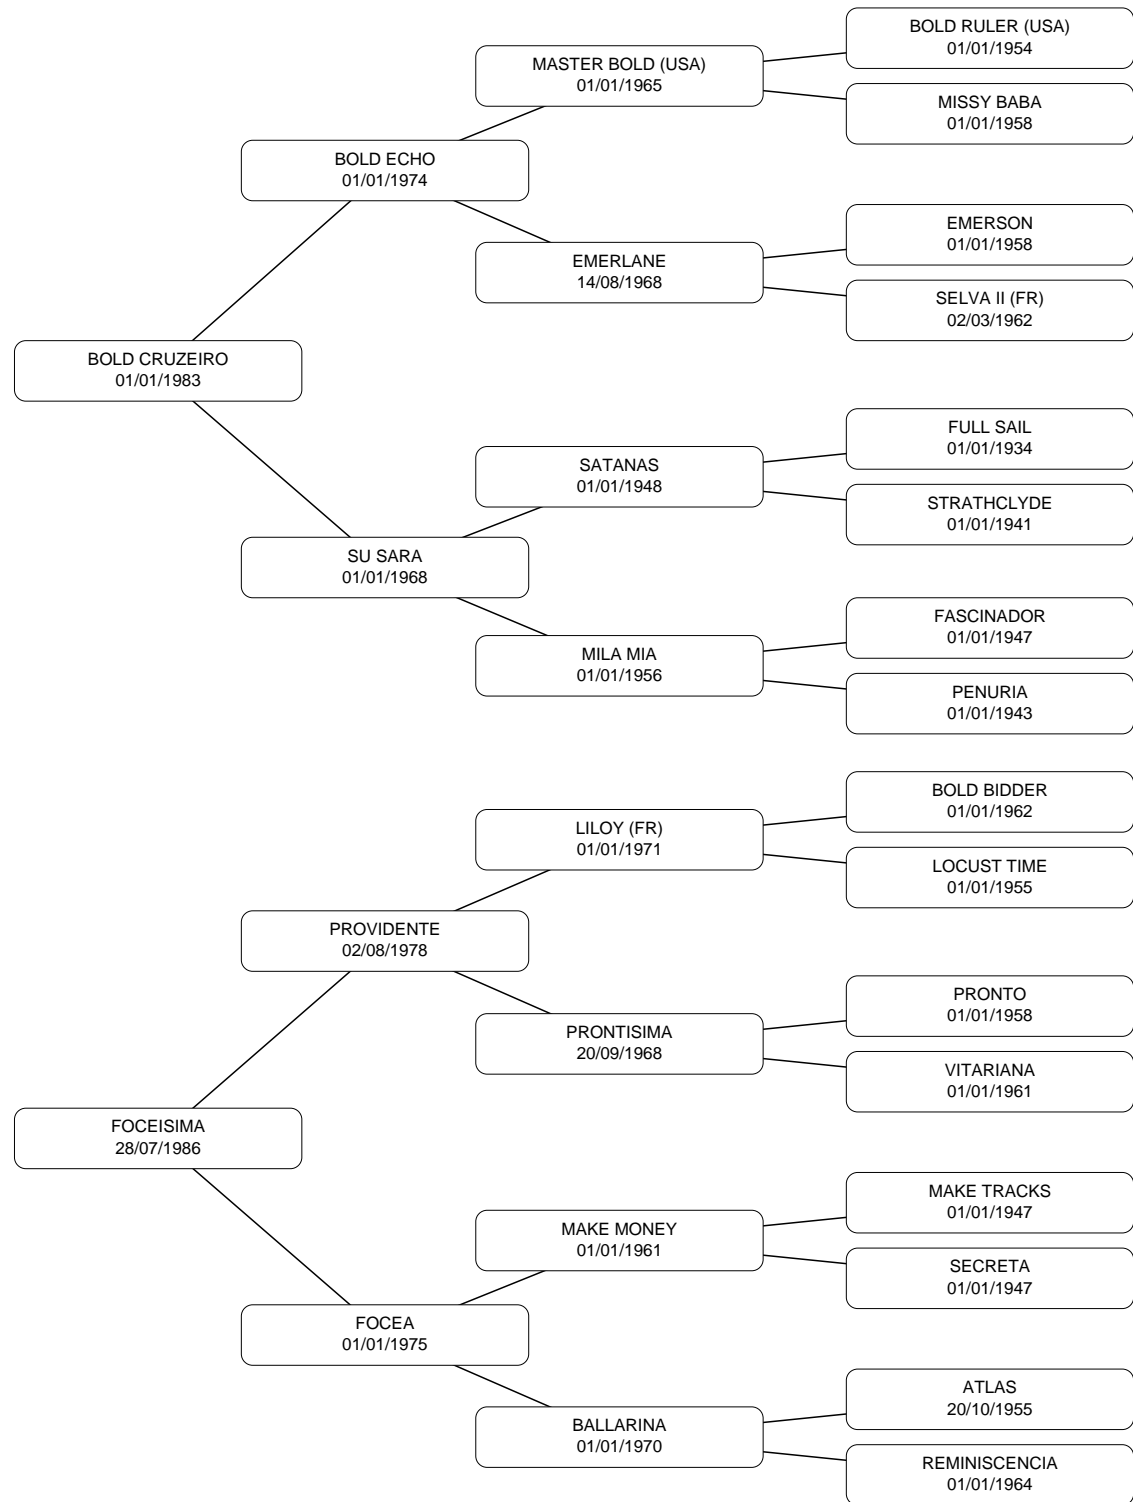 BOLD RULER (USA)
01/01/1954
MASTER BOLD (USA)
01/01/1965
MISSY BABA
01/01/1958
BOLD ECHO
01/01/1974
EMERSON
01/01/1958
EMERLANE
14/08/1968
SELVA II (FR)
02/03/1962
BOLD CRUZEIRO
01/01/1983
FULL SAIL
01/01/1934
SATANAS
01/01/1948
STRATHCLYDE
01/01/1941
SU SARA
01/01/1968
FASCINADOR
01/01/1947
MILA MIA
01/01/1956
PENURIA
01/01/1943
BOLD BIDDER
01/01/1962
LILOY (FR)
01/01/1971
LOCUST TIME
01/01/1955
PROVIDENTE
02/08/1978
PRONTO
01/01/1958
PRONTISIMA
20/09/1968
VITARIANA
01/01/1961
FOCEISIMA
28/07/1986
MAKE TRACKS
01/01/1947
MAKE MONEY
01/01/1961
SECRETA
01/01/1947
FOCEA
01/01/1975
ATLAS
20/10/1955
BALLARINA
01/01/1970
REMINISCENCIA
01/01/1964